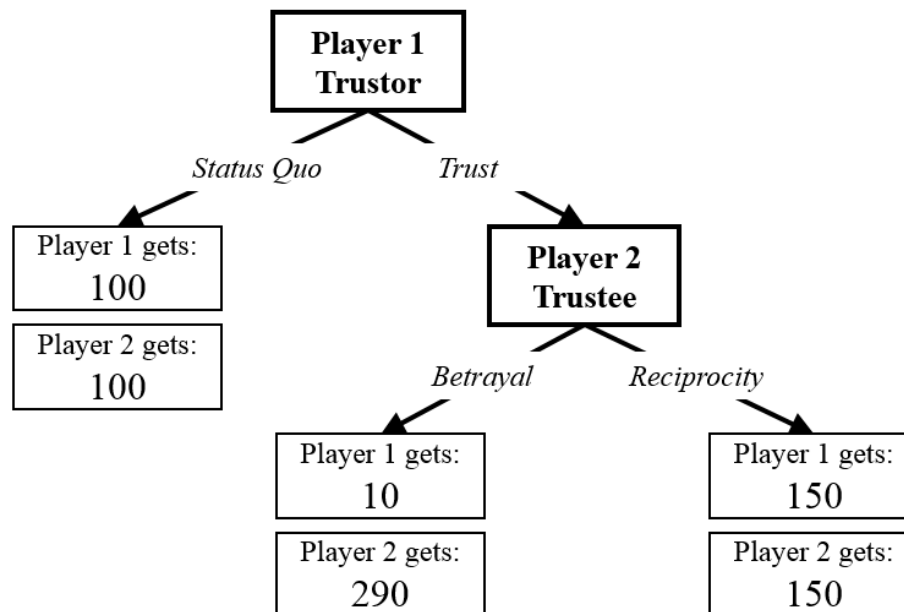 Player 1
Trustor
Status Quo
Trust
Player 1 gets:
100
Player 2 gets:
100
Player 2
Trustee
Betrayal
Reciprocity
Player 1 gets:
10
Player 2 gets:
290
Player 1 gets:
150
Player 2 gets:
150